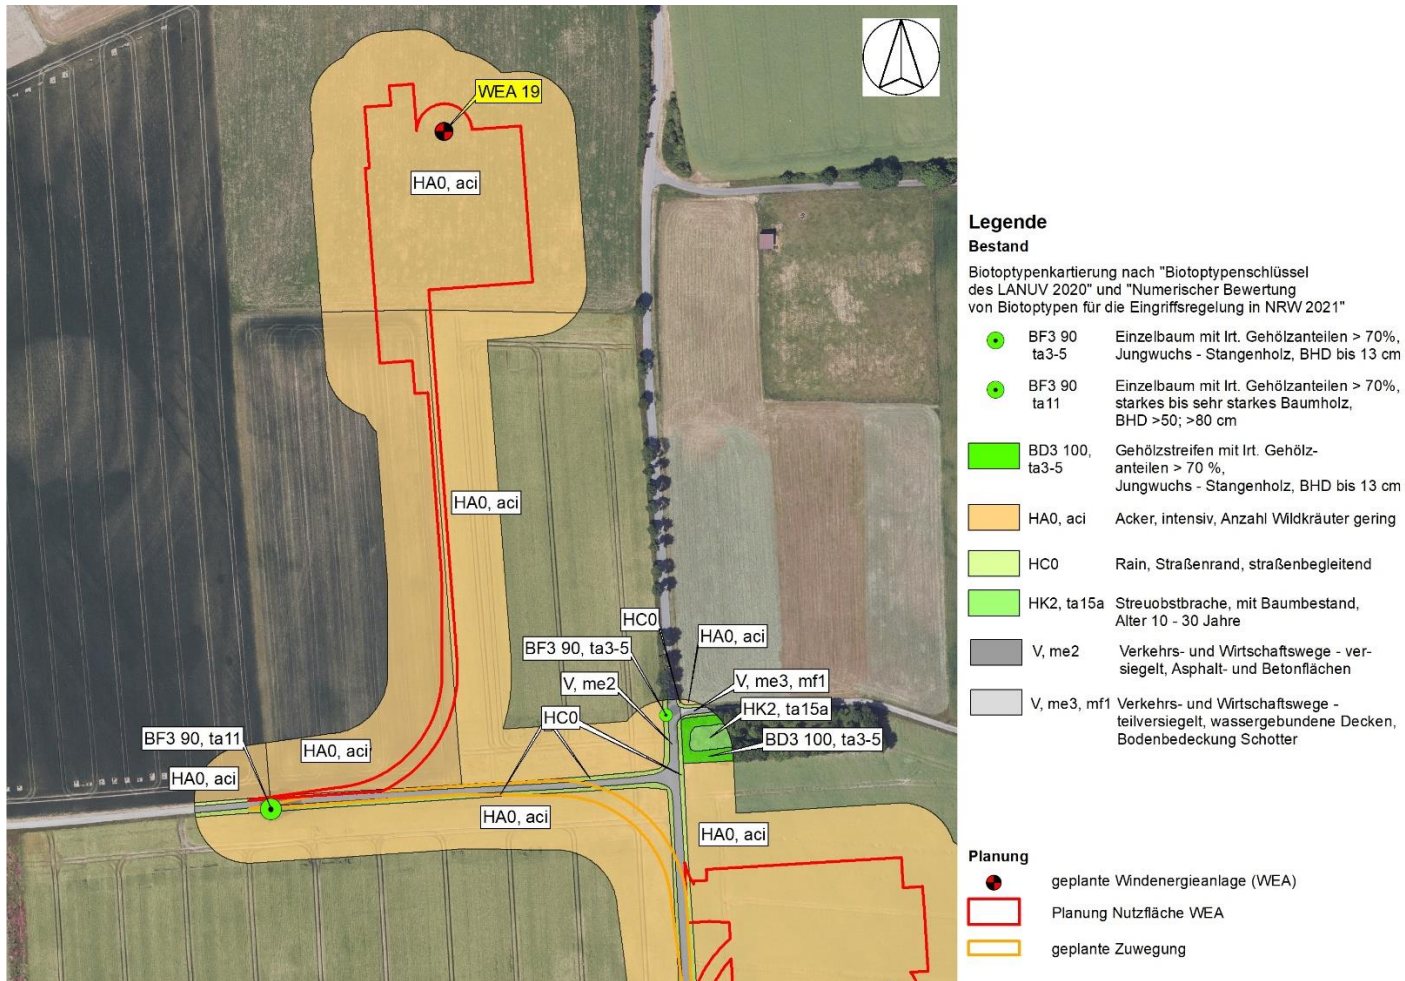 WEA 19
HA0, aci
HA0, aci
HC0
HA0, aci
BF3 90, ta3-5
V, me2
V, me3, mf1
HK2, ta15a
HC0
BD3 100, ta3-5
BF3 90, ta11
HA0, aci
HA0, aci
HA0, aci
HA0, aci
Legende
Bestand
Biotoptypenkartierung nach "Biotoptypenschlüssel
des LANUV 2020" und "Numerischer Bewertung
von Biotoptypen für die Eingriffsregelung in NRW 2021"
BF3 90 Einzelbaum mit lrt. Gehölzanteilen > 70%,
ta3-5 Jungwuchs - Stangenholz, BHD bis 13 cm
BF3 90 Einzelbaum mit lrt. Gehölzanteilen > 70%,
ta11 starkes bis sehr starkes Baumholz,
BHD >50; >80 cm
BD3 100, Gehölzstreifen mit lrt. Gehölz-
ta3-5 anteilen > 70 %,
Jungwuchs - Stangenholz, BHD bis 13 cm
HA0, aci Acker, intensiv, Anzahl Wildkräuter gering
HC0 Rain, Straßenrand, straßenbegleitend
HK2, ta15a Streuobstbrache, mit Baumbestand,
Alter 10 - 30 Jahre
V, me2 Verkehrs- und Wirtschaftswege - ver-
siegelt, Asphalt- und Betonflächen
V, me3, mf1 Verkehrs- und Wirtschaftswege -
teilversiegelt, wassergebundene Decken,
Bodenbedeckung Schotter
Planung
geplante Windenergieanlage (WEA)
Planung Nutzfläche WEA
geplante Zuwegung